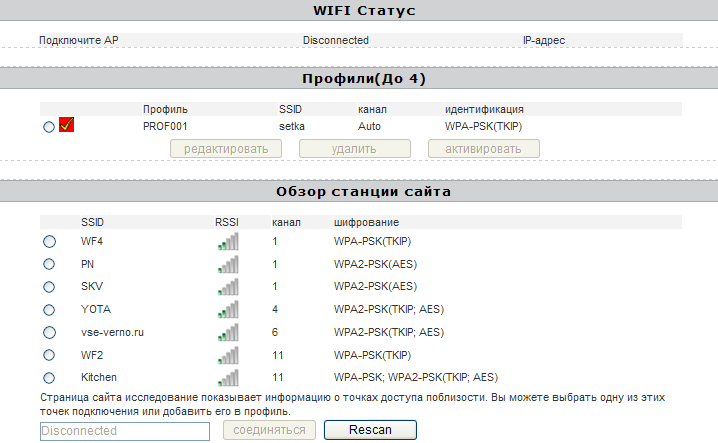 WIFI Статус
Подключите AP Disconnected IP-адрес
Профили(До 4)
Профиль SSID канал идентификация
PROF001 setka Auto WPA-PSK(TKIP)
редактировать удалить активировать
Обзор станции сайта
SSID RSSI канал шифрование
WF4 1 WPA-PSK(TKIP)
PN 1 WPA2-PSK(AES)
SKV 1 WPA2-PSK(AES)
YOTA 4 WPA2-PSK(TKIP; AES)
vse-verno.ru 6 WPA2-PSK(TKIP; AES)
WF2 11 WPA-PSK(TKIP)
Kitchen 11 WPA-PSK; WPA2-PSK(TKIP; AES)
Страница сайта исследование показывает информацию о точках доступа поблизости. Вы можете выбрать одну из этих
точек подключения или добавить его в профиль.
Disconnected соединяться Rescan